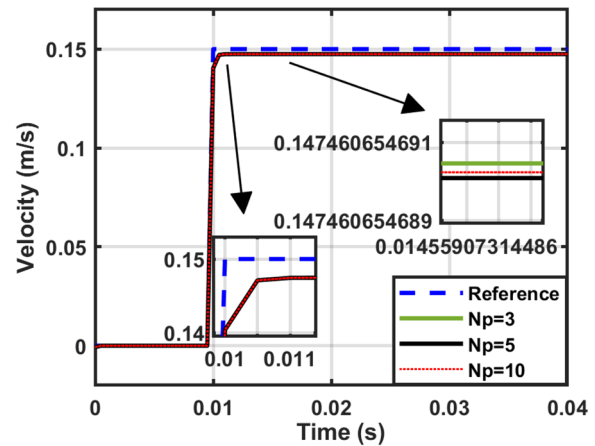 0.15
0.147460654691
0.1
0.147460654689
0.014559907314486
0.15
0.05
0.14
0.01 0.011
0
Reference
Np=3
Np=5
Np=10
0 0.01 0.02 0.03 0.04
Time (s)
Velocity (m/s)